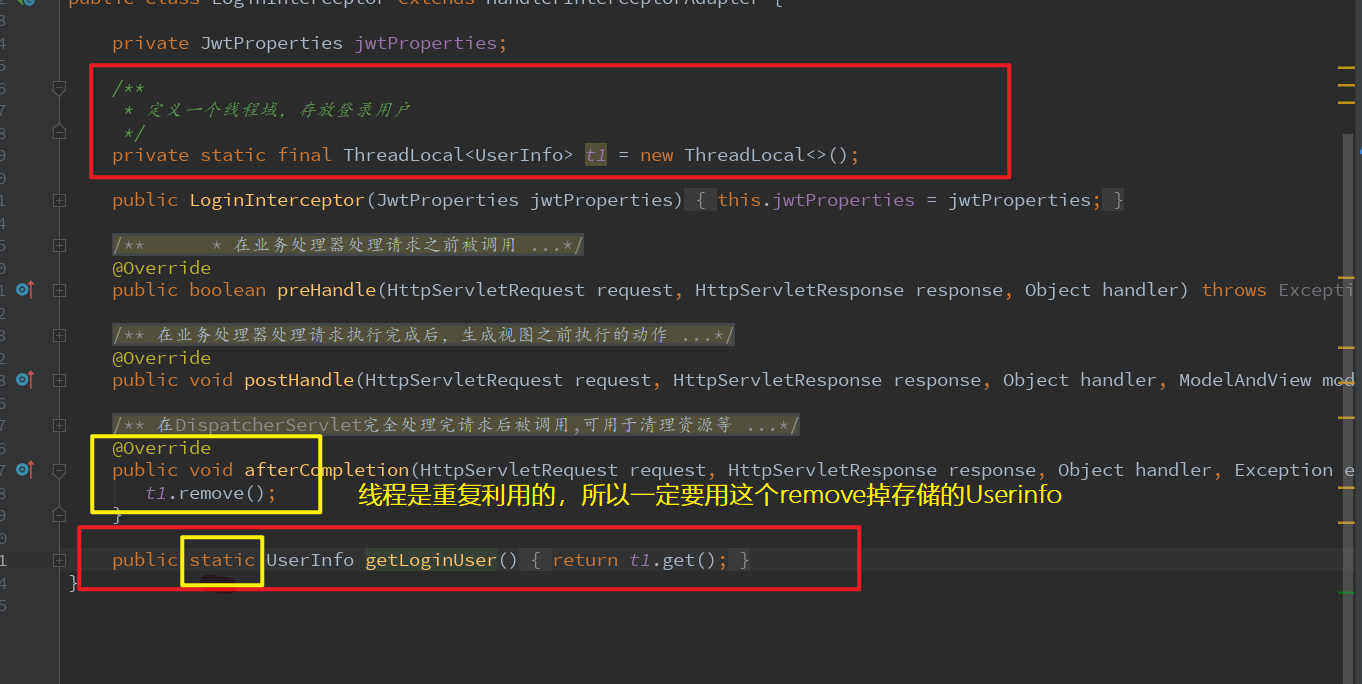 public class LoginInterceptor extends HandlerInterceptorAdapter {
private JwtProperties jwtProperties;
/**
* 定义一个线程域，存放登录用户
*/
private static final ThreadLocal<UserInfo> t1 = new ThreadLocal<>();
public LoginInterceptor(JwtProperties jwtProperties) { this.jwtProperties = jwtProperties; }
/** * 在业务处理器处理请求之前被调用 ...*/
@Override
public boolean preHandle(HttpServletRequest request, HttpServletResponse response, Object handler) throws Excepti
/** 在业务处理器处理请求执行完成后，生成视图之前执行的动作 ...*/
@Override
public void postHandle(HttpServletRequest request, HttpServletResponse response, Object handler, ModelAndView mod
/** 在DispatcherServlet完全处理完请求后被调用,可用于清理资源等 ...*/
@Override
public void afterCompletion(HttpServletRequest request, HttpServletResponse response, Object handler, Exception e
t1.remove();
线程是重复利用的，所以一定要用这个remove掉存储的Userinfo
}
public static UserInfo getLoginUser() { return t1.get(); }
}